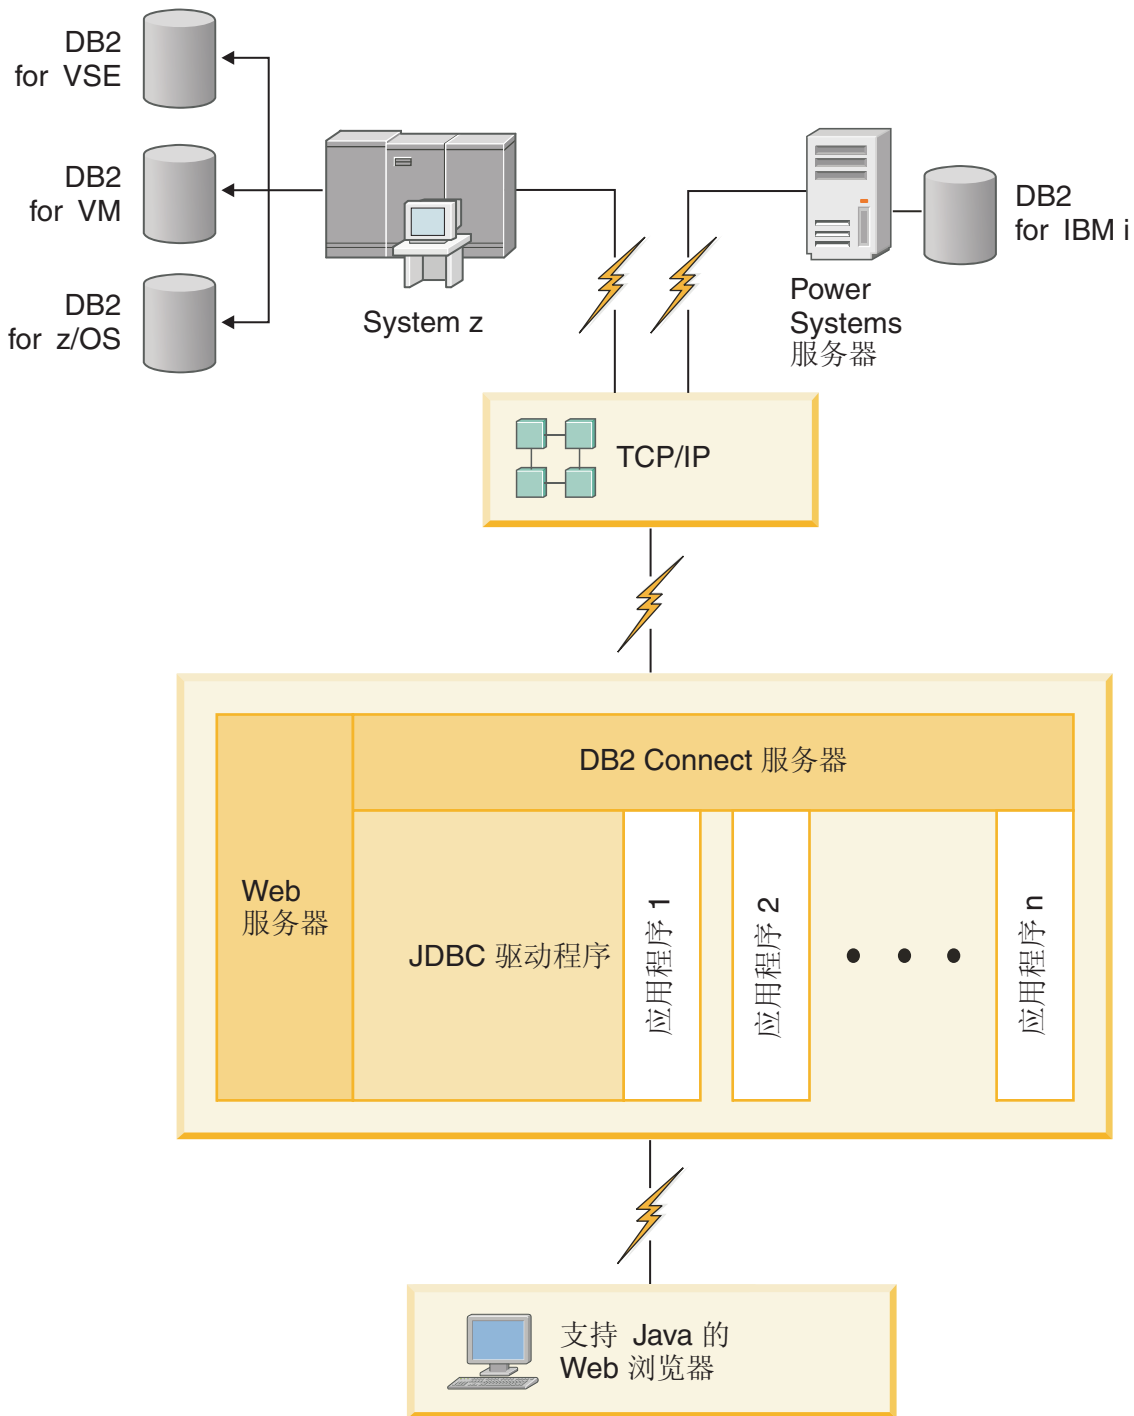 DB2
for VSE
DB2
for VM
DB2
for z/OS
System z
Power
Systems
服务器
DB2
for IBM i
TCP/IP
DB2 Connect 服务器
Web
服务器
JDBC 驱动程序
应用程序 1
应用程序 2
应用程序 n
支持 Java 的
Web 浏览器